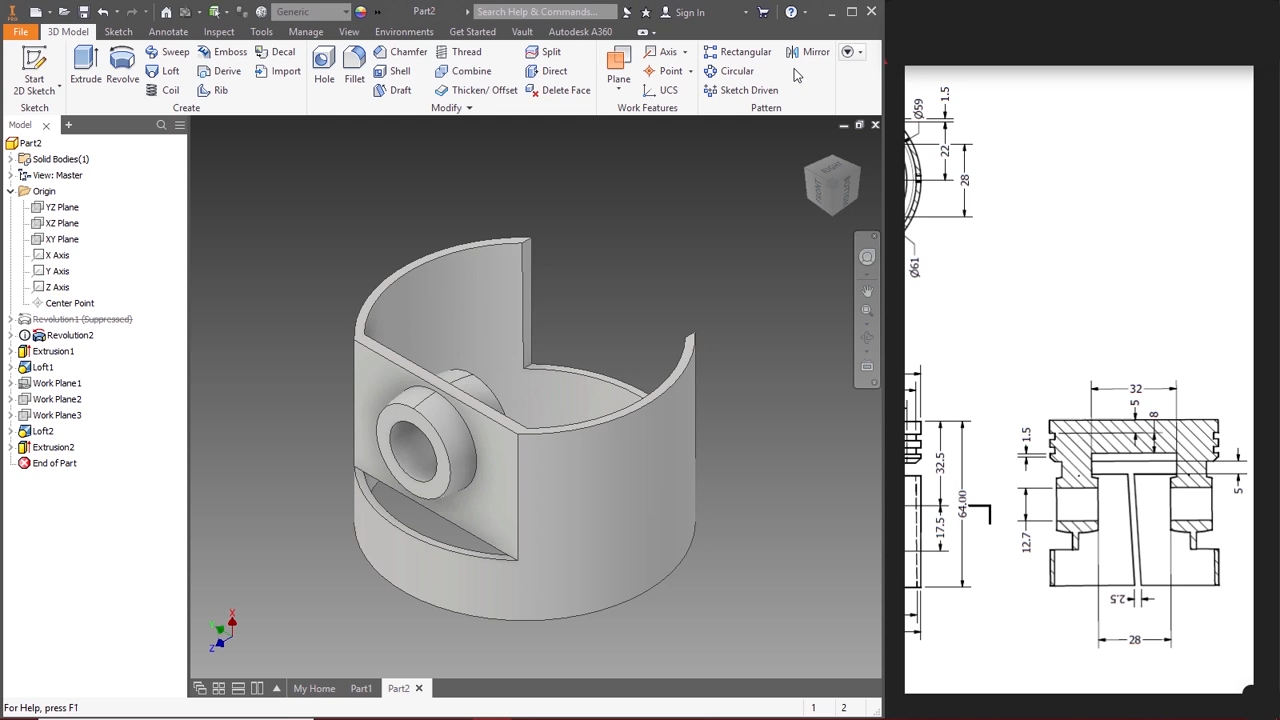 PRO
Generic
Part2
Search Help & Commands...
Sign In
File
3D Model
Sketch
Annotate
Inspect
Tools
Manage
View
Environments
Get Started
Vault
Autodesk A360
Start
2D Sketch
Extrude
Revolve
Sweep
Loft
Coil
Emboss
Derive
Rib
Decal
Import
Hole
Fillet
Chamfer
Shell
Draft
Thread
Combine
Thicken/ Offset
Split
Direct
Delete Face
Plane
Axis
Point
UCS
Rectangular
Circular
Sketch Driven
Mirror
Sketch
Create
Modify
Work Features
Pattern
Model
Part2
Solid Bodies(1)
View: Master
Origin
YZ Plane
XZ Plane
XY Plane
X Axis
Y Axis
Z Axis
Center Point
Revolution1 (Suppressed)
Revolution2
Extrusion1
Loft1
Work Plane1
Work Plane2
Work Plane3
Loft2
Extrusion2
End of Part
RIGHT
FRONT
BOTTOM
X
Y
Z
My Home
Part1
Part2
For Help, press F1
1
2
Ø59
1.5
22
28
Ø61
32
5
8
1.5
32.5
64.00
17.5
12.7
5
2.5
28